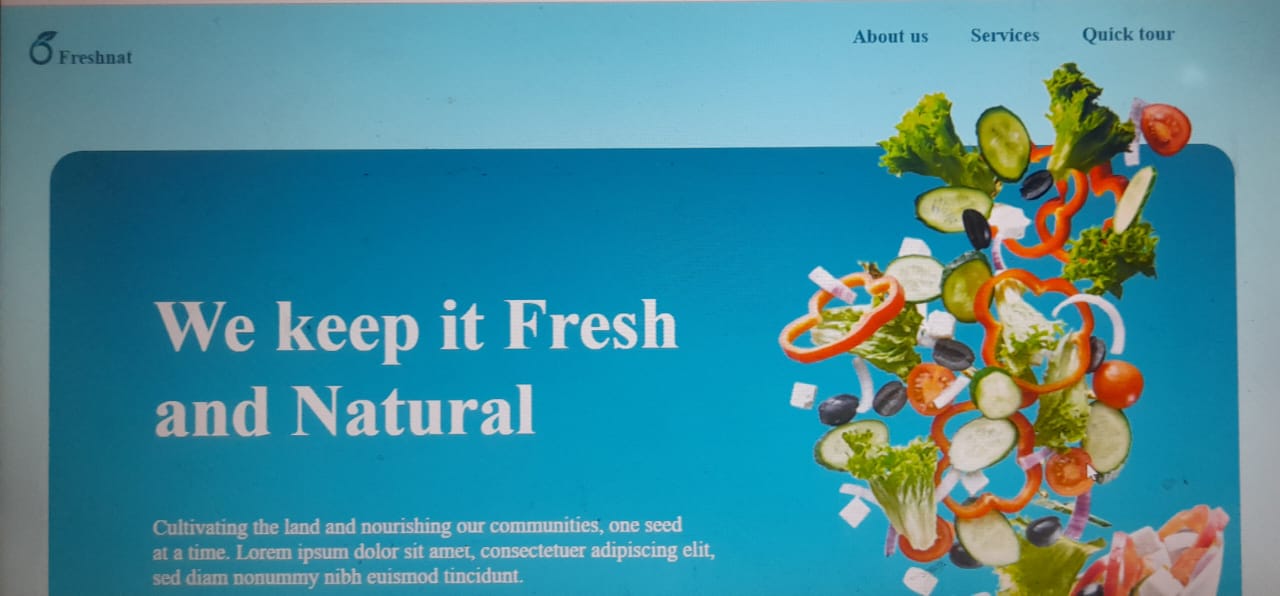 Freshnat
About us
Services
Quick tour
We keep it Fresh
and Natural
Cultivating the land and nourishing our communities, one seed
at a time. Lorem ipsum dolor sit amet, consectetuer adipiscing elit,
sed diam nonummy nibh euismod tincidunt.